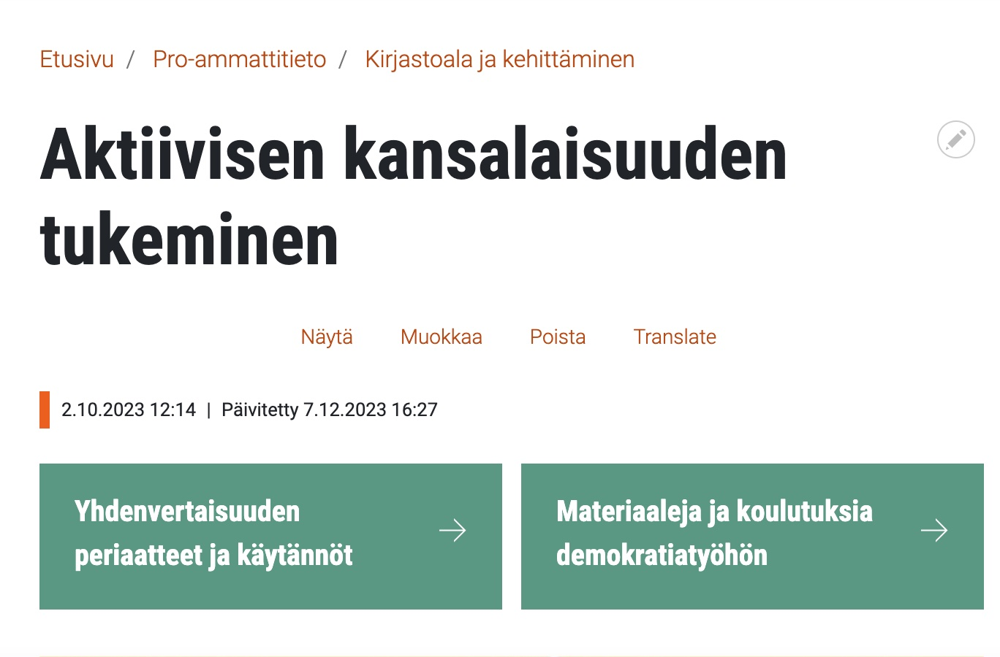 Etusivu / Pro-ammattitieto / Kirjastoala ja kehittäminen
Aktiivisen kansalaisuuden
tukeminen
Näytä Muokkaa Poista Translate
2.10.2023 12:14 | Päivitetty 7.12.2023 16:27
Yhdenvertaisuuden
periaatteet ja käytännöt
Materiaaleja ja koulutuksia
demokratiatyöhön